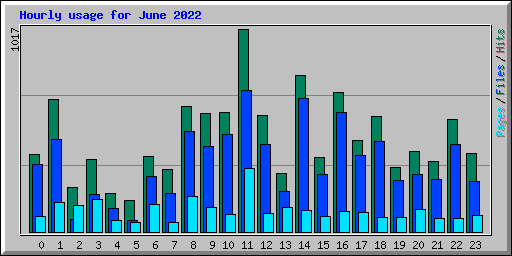 Hourly usage for June 2022
1017
Pages/Files/Hits
0 1 2 3 4 5 6 7 8 9 10 11 12 13 14 15 16 17 18 19 20 21 22 23